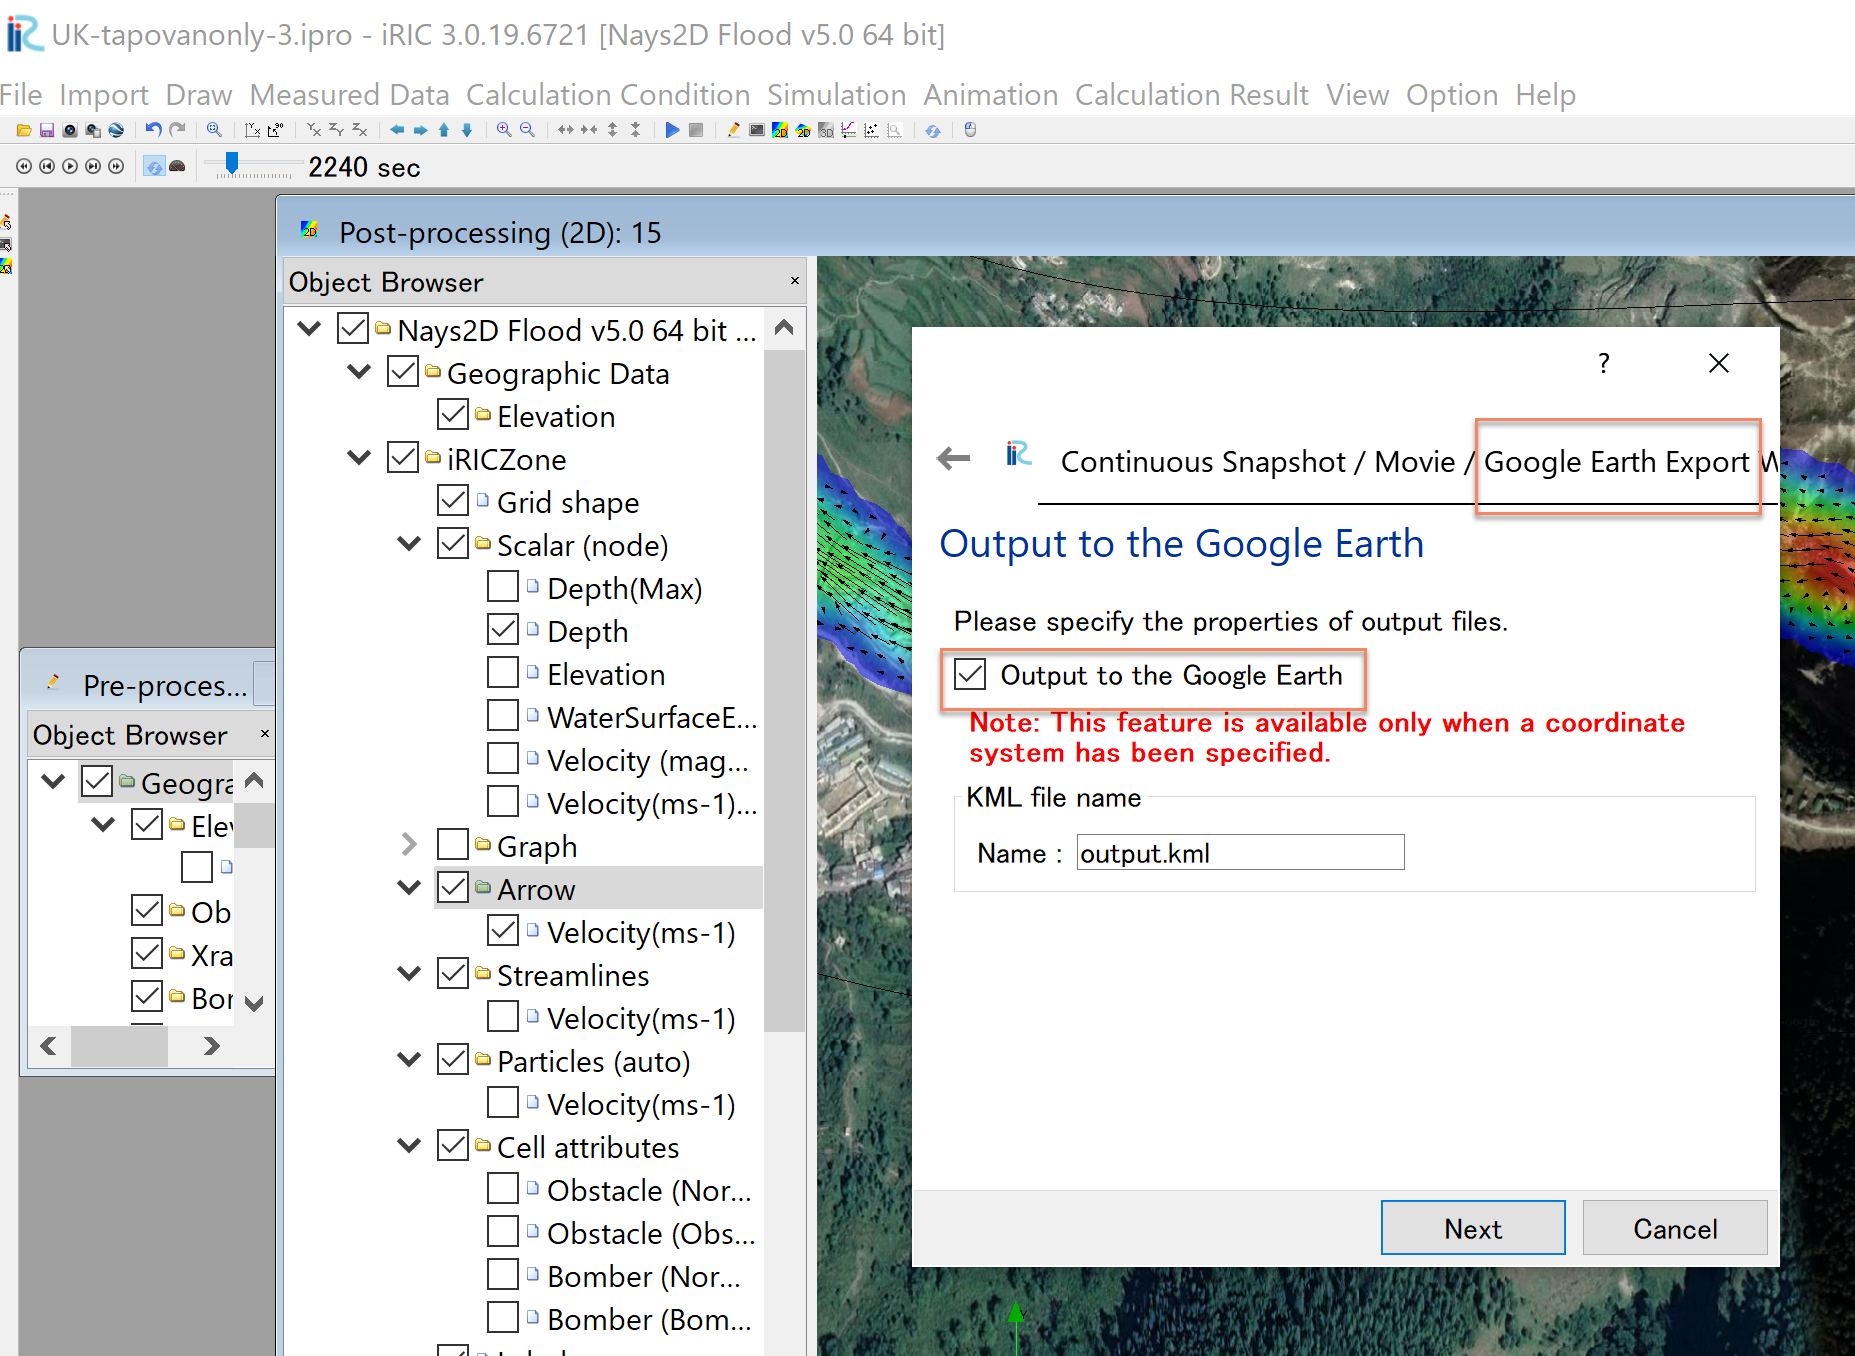 UK-tapovanonly-3.ipro - iRIC 3.0.19.6721 [Nays2D Flood v5.0 64 bit]
File Import Draw Measured Data Calculation Condition Simulation Animation Calculation Result View Option Help
2240 sec
Post-processing (2D): 15
Object Browser
Nays2D Flood v5.0 64 bit ...
Geographic Data
Elevation
iRICZone
Grid shape
Scalar (node)
Depth(Max)
Depth
Elevation
WaterSurfaceE...
Velocity (mag...
Velocity(ms-1)...
Graph
Arrow
Velocity(ms-1)
Streamlines
Velocity(ms-1)
Particles (auto)
Velocity(ms-1)
Cell attributes
Obstacle (Nor...
Obstacle (Obs...
Bomber (Nor...
Bomber (Bom...
Pre-proces...
Object Browser
Geogra
Elev
Ob
Xra
Bor
?
Continuous Snapshot / Movie / Google Earth Export W
Output to the Google Earth
Please specify the properties of output files.
Output to the Google Earth
Note: This feature is available only when a coordinate
system has been specified.
KML file name
Name : output.kml
Next Cancel